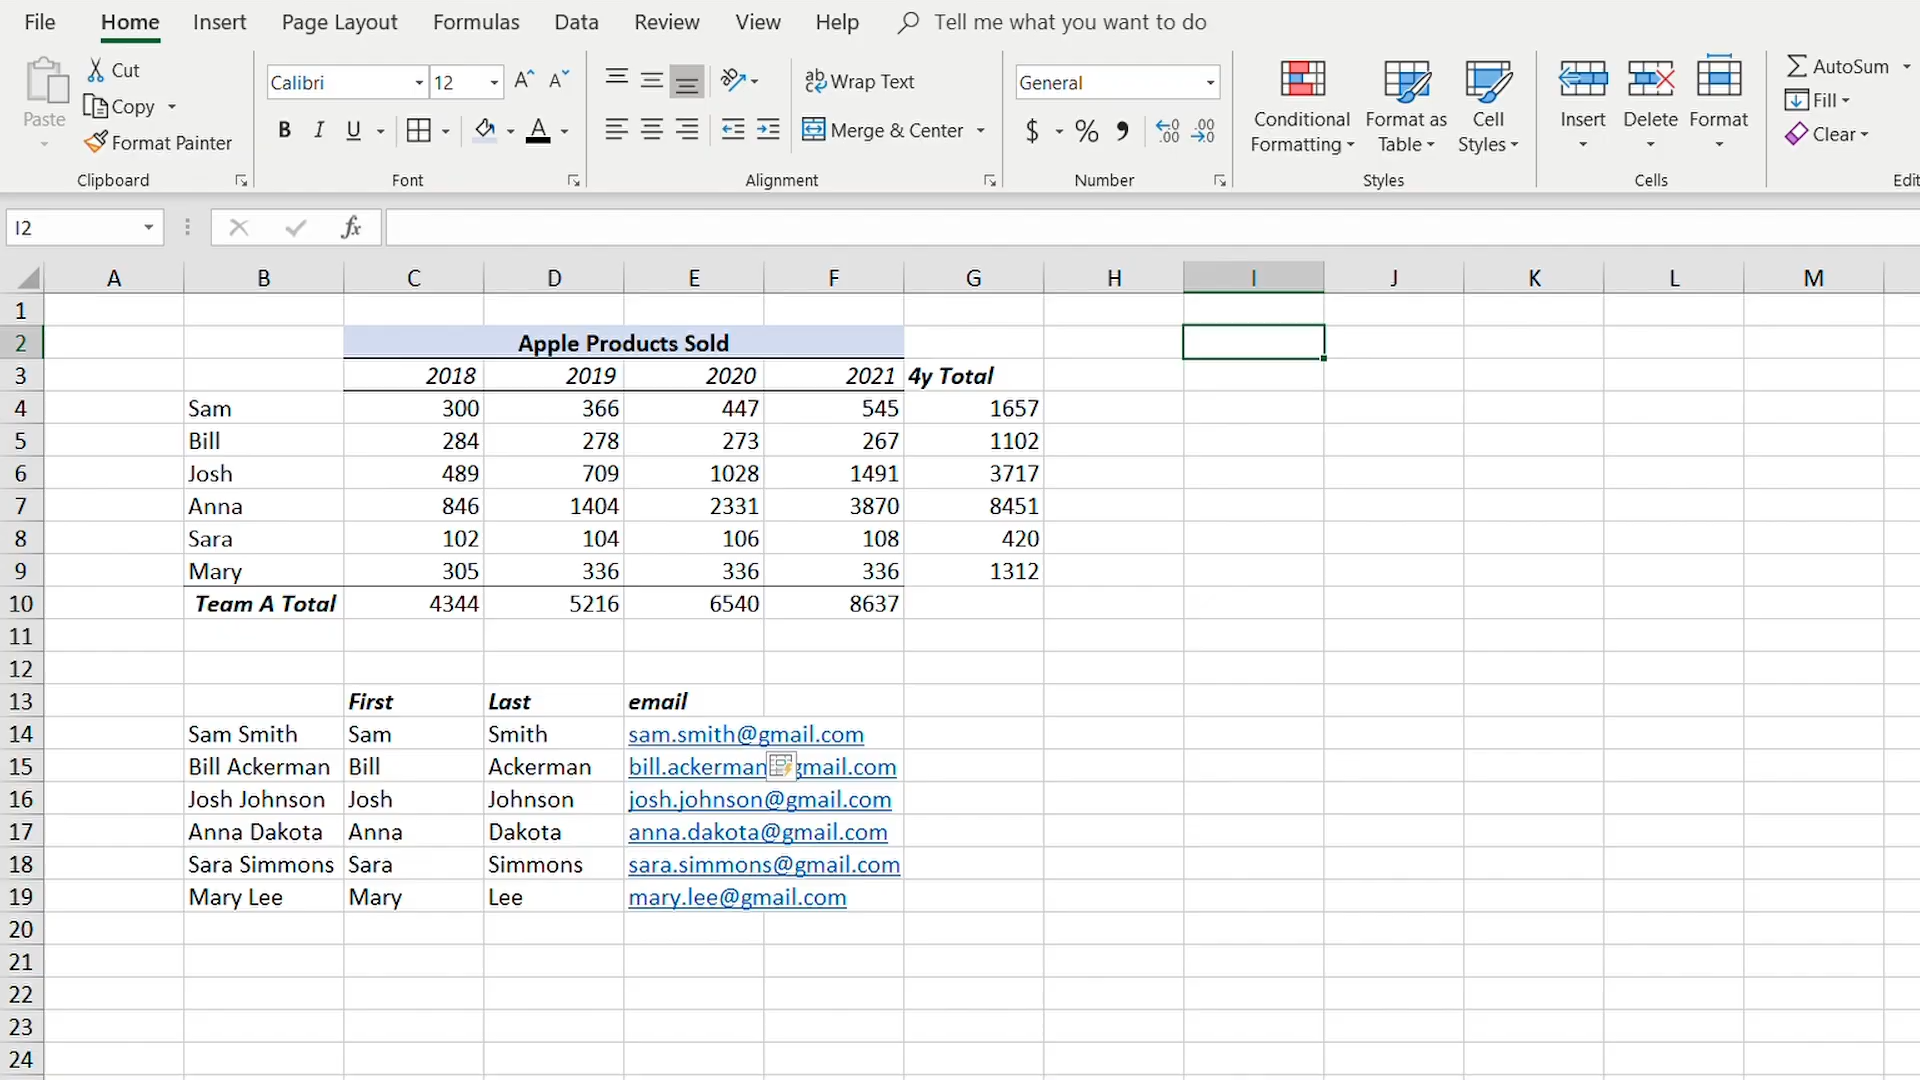 File Home Insert Page Layout Formulas Data Review View Help Tell me what you want to do
Paste Cut Copy Format Painter Clipboard
Calibri 12 A A B I U A Font
ab Wrap Text Merge & Center Alignment
General $ % 9 .00 .00 Number
Conditional Formatting Format as Table Cell Styles Styles
Insert Delete Format Cells
AutoSum Fill Clear Edit
I2 fx
A B C D E F G H I J K L M
1
2 Apple Products Sold
3 2018 2019 2020 2021 4y Total
4 Sam 300 366 447 545 1657
5 Bill 284 278 273 267 1102
6 Josh 489 709 1028 1491 3717
7 Anna 846 1404 2331 3870 8451
8 Sara 102 104 106 108 420
9 Mary 305 336 336 336 1312
10 Team A Total 4344 5216 6540 8637
11
12
13 First Last email
14 Sam Smith Sam Smith sam.smith@gmail.com
15 Bill Ackerman Bill Ackerman bill.ackerman gmail.com
16 Josh Johnson Josh Johnson josh.johnson@gmail.com
17 Anna Dakota Anna Dakota anna.dakota@gmail.com
18 Sara Simmons Sara Simmons sara.simmons@gmail.com
19 Mary Lee Mary Lee mary.lee@gmail.com
20
21
22
23
24